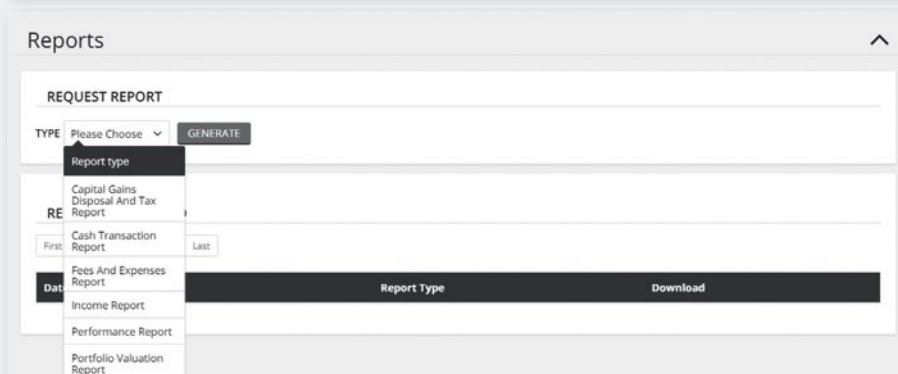 Reports
REQUEST REPORT
TYPE Please Choose GENERATE
Report type
Capital Gains
Disposal And Tax
Report
RE
Cash Transaction
Report
First Last
Fees And Expenses
Report
Dat Report Type Download
Income Report
Performance Report
Portfolio Valuation
Report